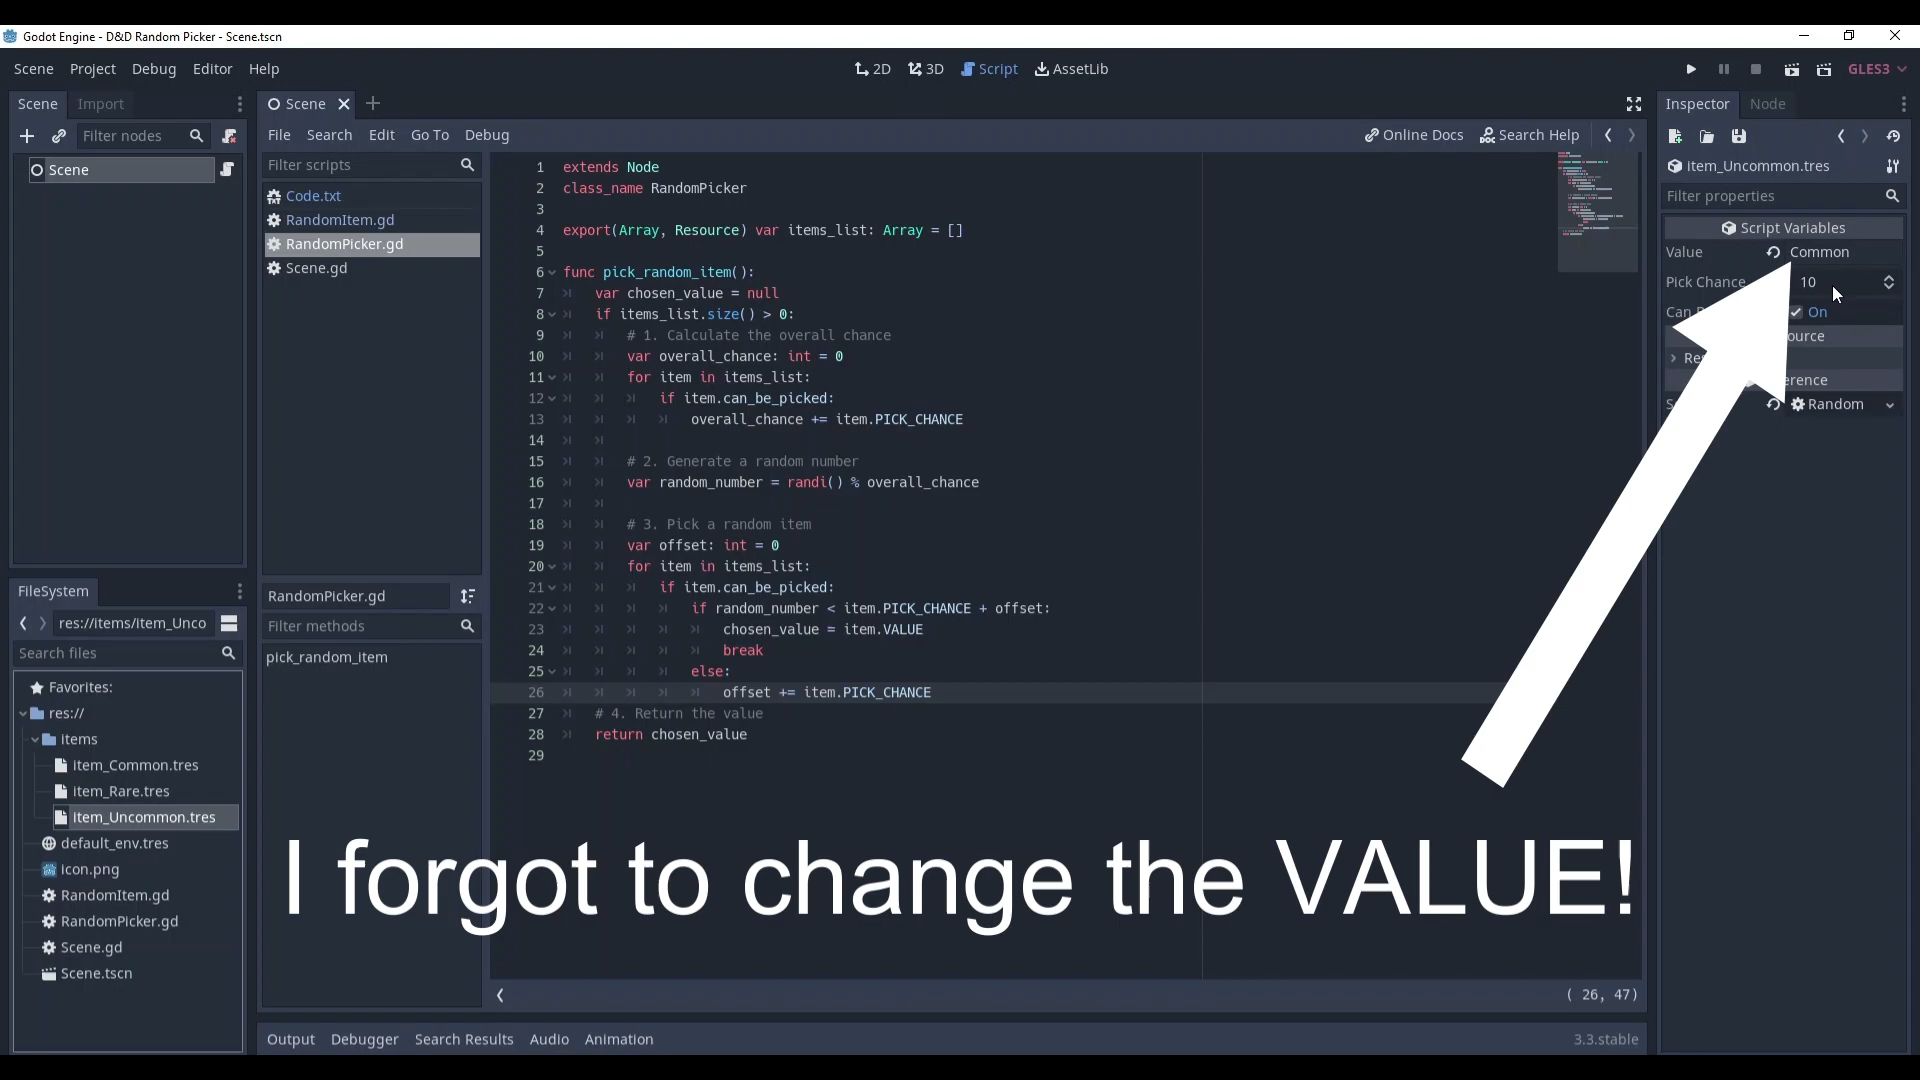 Godot Engine - D&D Random Picker - Scene.tscn
Scene Project Debug Editor Help
2D 3D Script AssetLib
GLES3
Scene Import
Filter nodes
Scene
Scene
File Search Edit Go To Debug
Online Docs Search Help
Filter scripts
Code.txt
RandomItem.gd
RandomPicker.gd
Scene.gd
RandomPicker.gd
Filter methods
pick_random_item
1 extends Node
2 class_name RandomPicker
3
4 export(Array, Resource) var items_list: Array = []
5
6 func pick_random_item():
7 var chosen_value = null
8 if items_list.size() > 0:
9 # 1. Calculate the overall chance
10 var overall_chance: int = 0
11 for item in items_list:
12 if item.can_be_picked:
13 overall_chance += item.PICK_CHANCE
14
15 # 2. Generate a random number
16 var random_number = randi() % overall_chance
17
18 # 3. Pick a random item
19 var offset: int = 0
20 for item in items_list:
21 if item.can_be_picked:
22 if random_number < item.PICK_CHANCE + offset:
23 chosen_value = item.VALUE
24 break
25 else:
26 offset += item.PICK_CHANCE
27 # 4. Return the value
28 return chosen_value
29
( 26, 47)
Output Debugger Search Results Audio Animation
3.3.stable
FileSystem
res://items/item_Unco
Search files
Favorites:
res://
items
item_Common.tres
item_Rare.tres
item_Uncommon.tres
default_env.tres
icon.png
RandomItem.gd
RandomPicker.gd
Scene.gd
Scene.tscn
Inspector Node
item_Uncommon.tres
Filter properties
Script Variables
Value Common
Pick Chance 10
Can On
Random
I forgot to change the VALUE!